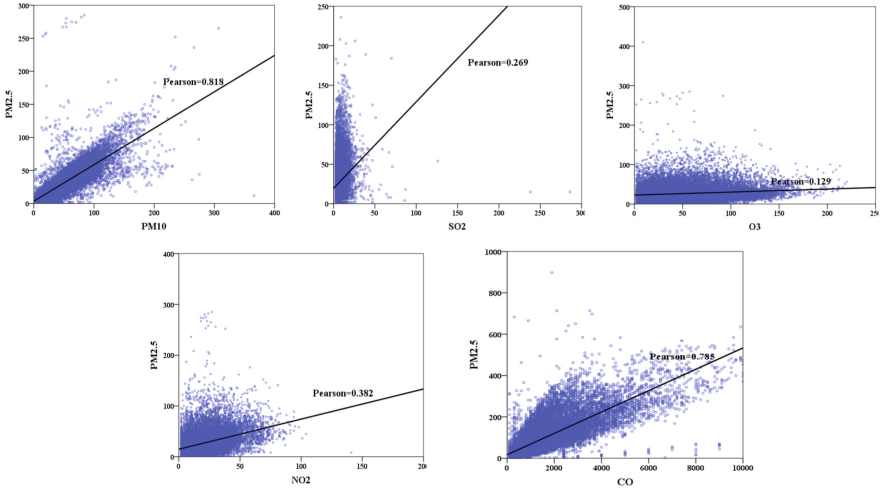 300
200
100
0
PM2.5
Pearson=0.818
0 100 200 300 400
PM10
250
200
150
100
50
0
PM2.5
Pearson=0.269
0 50 100 150 200 250 300
SO2
500
400
300
200
100
0
PM2.5
Pearson=0.129
0 50 100 150 200 250
O3
400
300
200
100
0
PM2.5
Pearson=0.382
0 50 100 150 20
NO2
1000
800
600
400
200
0
PM2.5
Pearson=0.785
0 2000 4000 6000 8000 10000
CO